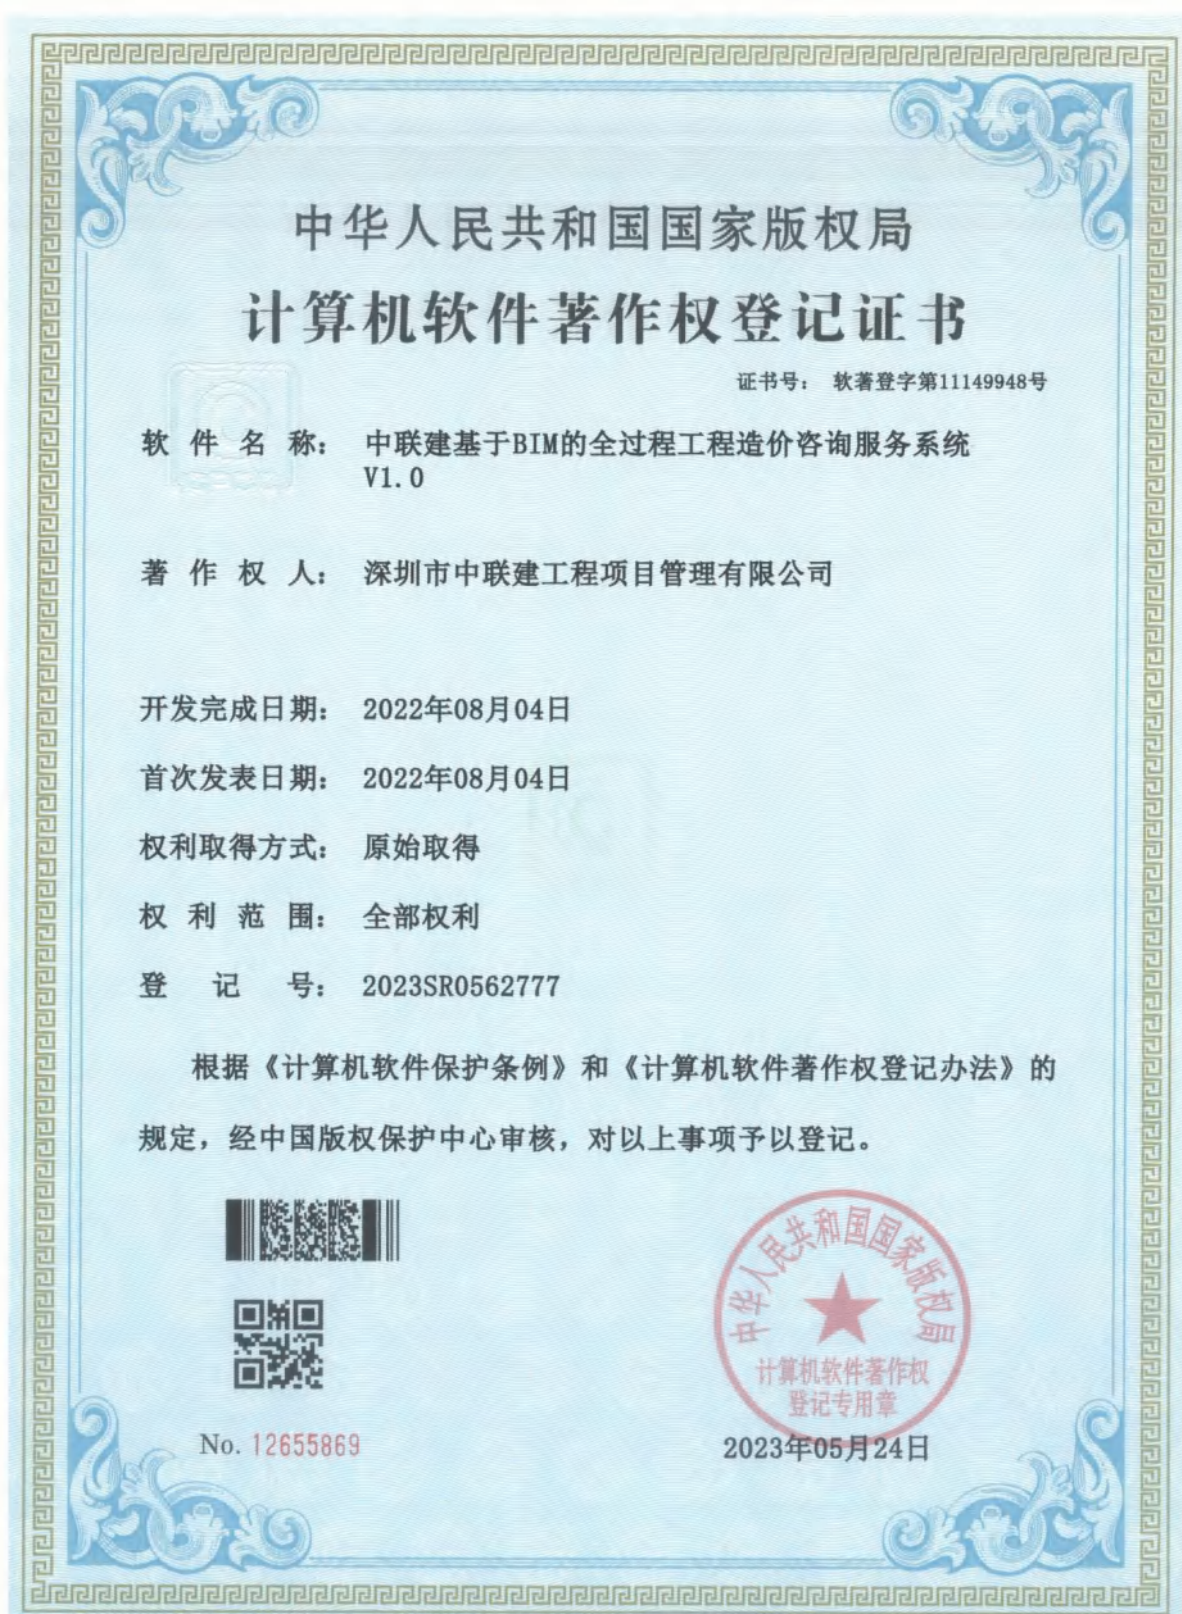 中华人民共和国国家版权局
计算机软件著作权登记证书
证书号: 软著登字第11149948号
软件名称: 中联建基于BIM的全过程工程造价咨询服务系统
V1.0
著作权人: 深圳市中联建工程项目管理有限公司
开发完成日期: 2022年08月04日
首次发表日期: 2022年08月04日
权利取得方式: 原始取得
权利范围: 全部权利
登记号: 2023SR0562777
根据《计算机软件保护条例》和《计算机软件著作权登记办法》的
规定，经中国版权保护中心审核，对以上事项予以登记。
中华人民共和国国家版权局
计算机软件著作权
登记专用章
No. 12655869
2023年05月24日